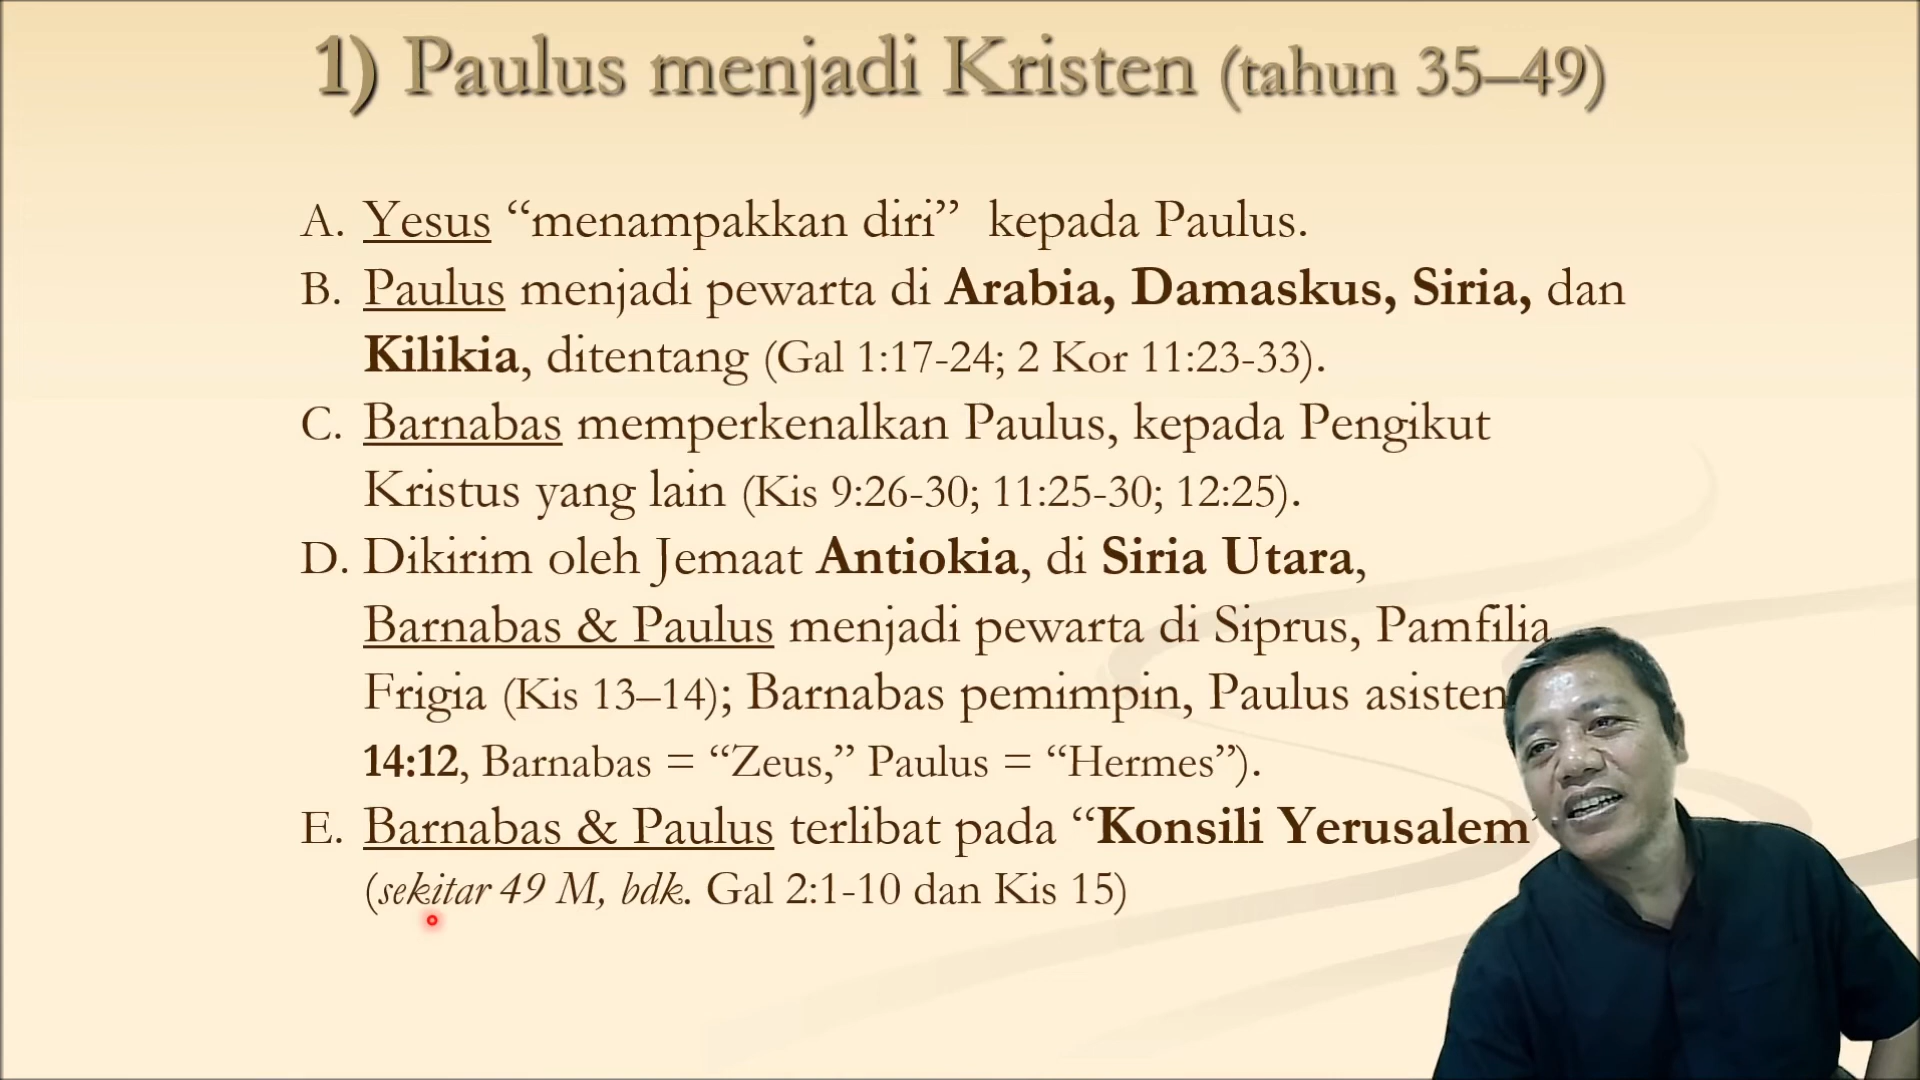 1) Paulus menjadi Kristen (tahun 35–49)
A. Yesus “menampakkan diri” kepada Paulus.
B. Paulus menjadi pewarta di Arabia, Damaskus, Siria, dan
Kilikia, ditentang (Gal 1:17-24; 2 Kor 11:23-33).
C. Barnabas memperkenalkan Paulus, kepada Pengikut
Kristus yang lain (Kis 9:26-30; 11:25-30; 12:25).
D. Dikirim oleh Jemaat Antiokia, di Siria Utara,
Barnabas & Paulus menjadi pewarta di Siprus, Pamfilia
Frigia (Kis 13–14); Barnabas pemimpin, Paulus asisten
14:12, Barnabas = “Zeus,” Paulus = “Hermes”).
E. Barnabas & Paulus terlibat pada “Konsili Yerusalem”
(sekitar 49 M, bdk. Gal 2:1-10 dan Kis 15)